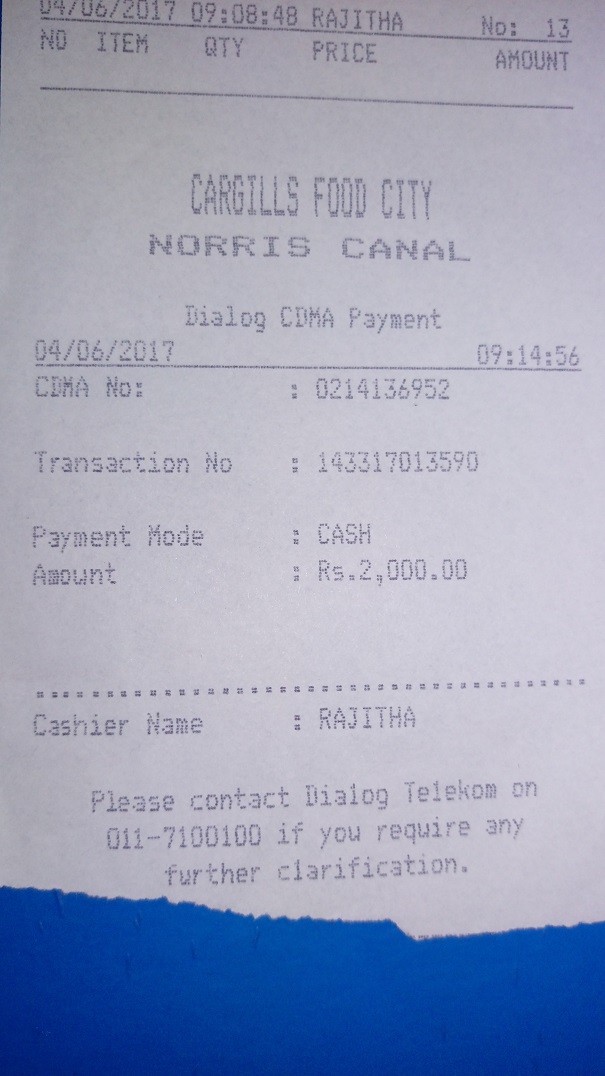 04/06/2017 09:08:48 RAJITHA No: 13
NO ITEM QTY PRICE AMOUNT
CARGILLS FOOD CITY
NORRIS CANAL
Dialog CDMA Payment
04/06/2017 09:14:56
CDMA No: : 0214136952
Transaction No : 143317013590
Payment Mode : CASH
Amount : Rs.2,000.00
Cashier Name : RAJITHA
Please contact Dialog Telekom on
011-7100100 if you require any
further clarification.